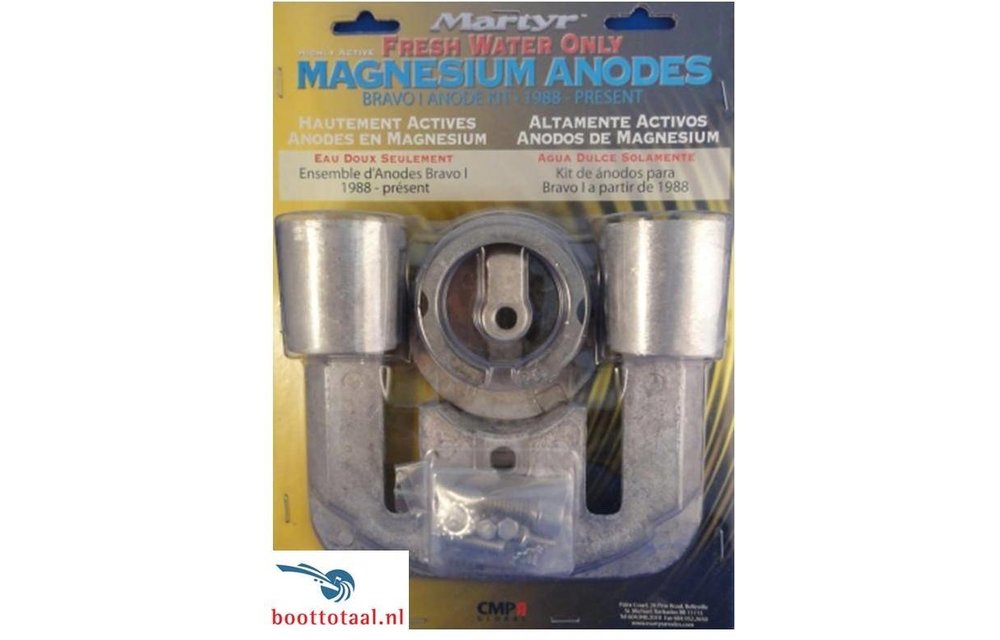 Martyr
FRESH WATER ONLY
HIGHLY ACTIVE
MAGNESIUM ANODES
BRAVO I ANODE KIT - 1988 - PRESENT
HAUTEMENT ACTIVES
ANODES EN MAGNESIUM
EAU DOUX SEULEMENT
Ensemble d'Anodes Bravo I
1988 - présent
ALTAMENTE ACTIVOS
ANODOS DE MAGNESIUM
AGUA DULCE SOLAMENTE
Kit de ánodos para
Bravo I a partir de 1988
boottotaal.nl
CMP
GLOBAL